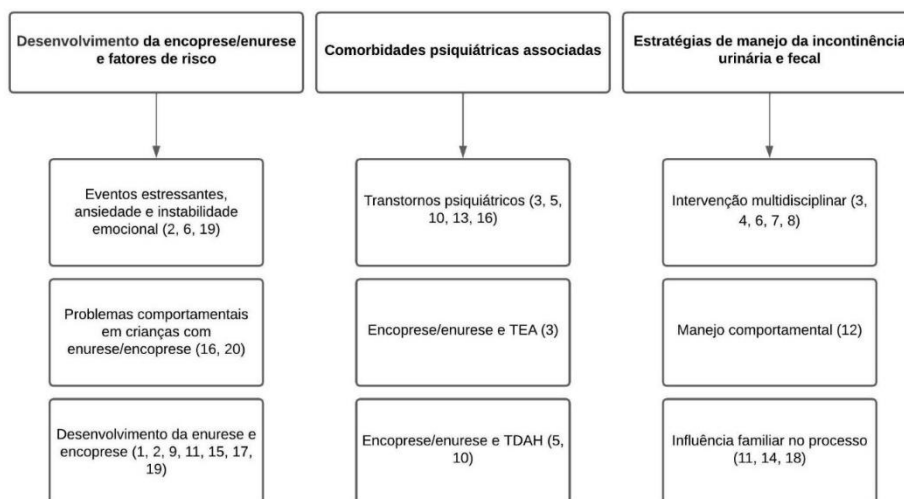 Desenvolvimento da encoprese/enurese
e fatores de risco
Comorbidades psiquiátricas associadas
Estratégias de manejo da incontinência
urinária e fecal
Eventos estressantes,
ansiedade e instabilidade
emocional (2, 6, 19)
Transtornos psiquiátricos (3, 5,
10, 13, 16)
Intervenção multidisciplinar (3,
4, 6, 7, 8)
Problemas comportamentais
em crianças com
enurese/encoprese (16, 20)
Encoprese/enurese e TEA (3)
Manejo comportamental (12)
Desenvolvimento da enurese e
encoprese (1, 2, 9, 11, 15, 17,
19)
Encoprese/enurese e TDAH (5,
10)
Influência familiar no processo
(11, 14, 18)